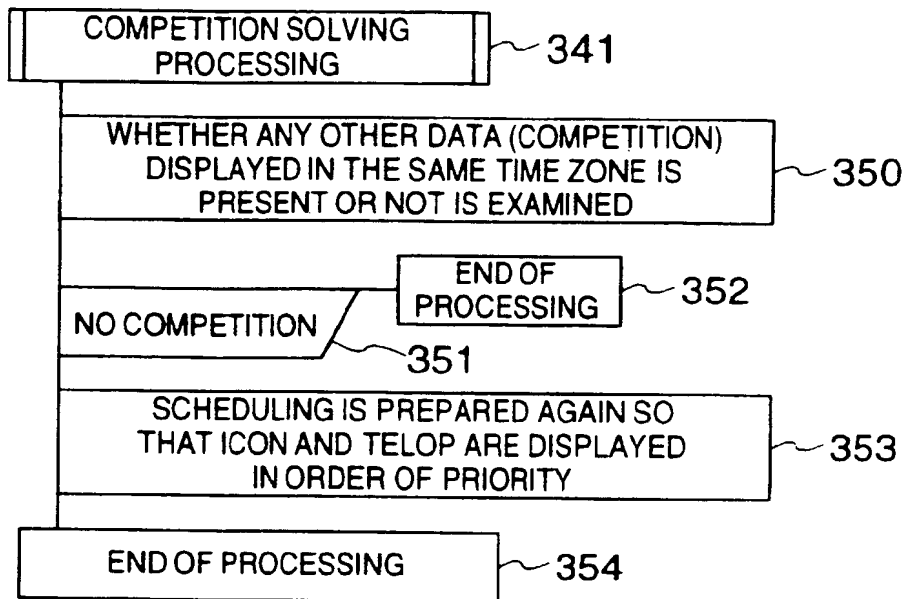 COMPETITION SOLVING
PROCESSING
341
WHETHER ANY OTHER DATA (COMPETITION)
DISPLAYED IN THE SAME TIME ZONE IS
PRESENT OR NOT IS EXAMINED
350
END OF
PROCESSING
352
NO COMPETITION
351
SCHEDULING IS PREPARED AGAIN SO
THAT ICON AND TELOP ARE DISPLAYED
IN ORDER OF PRIORITY
353
END OF PROCESSING
354